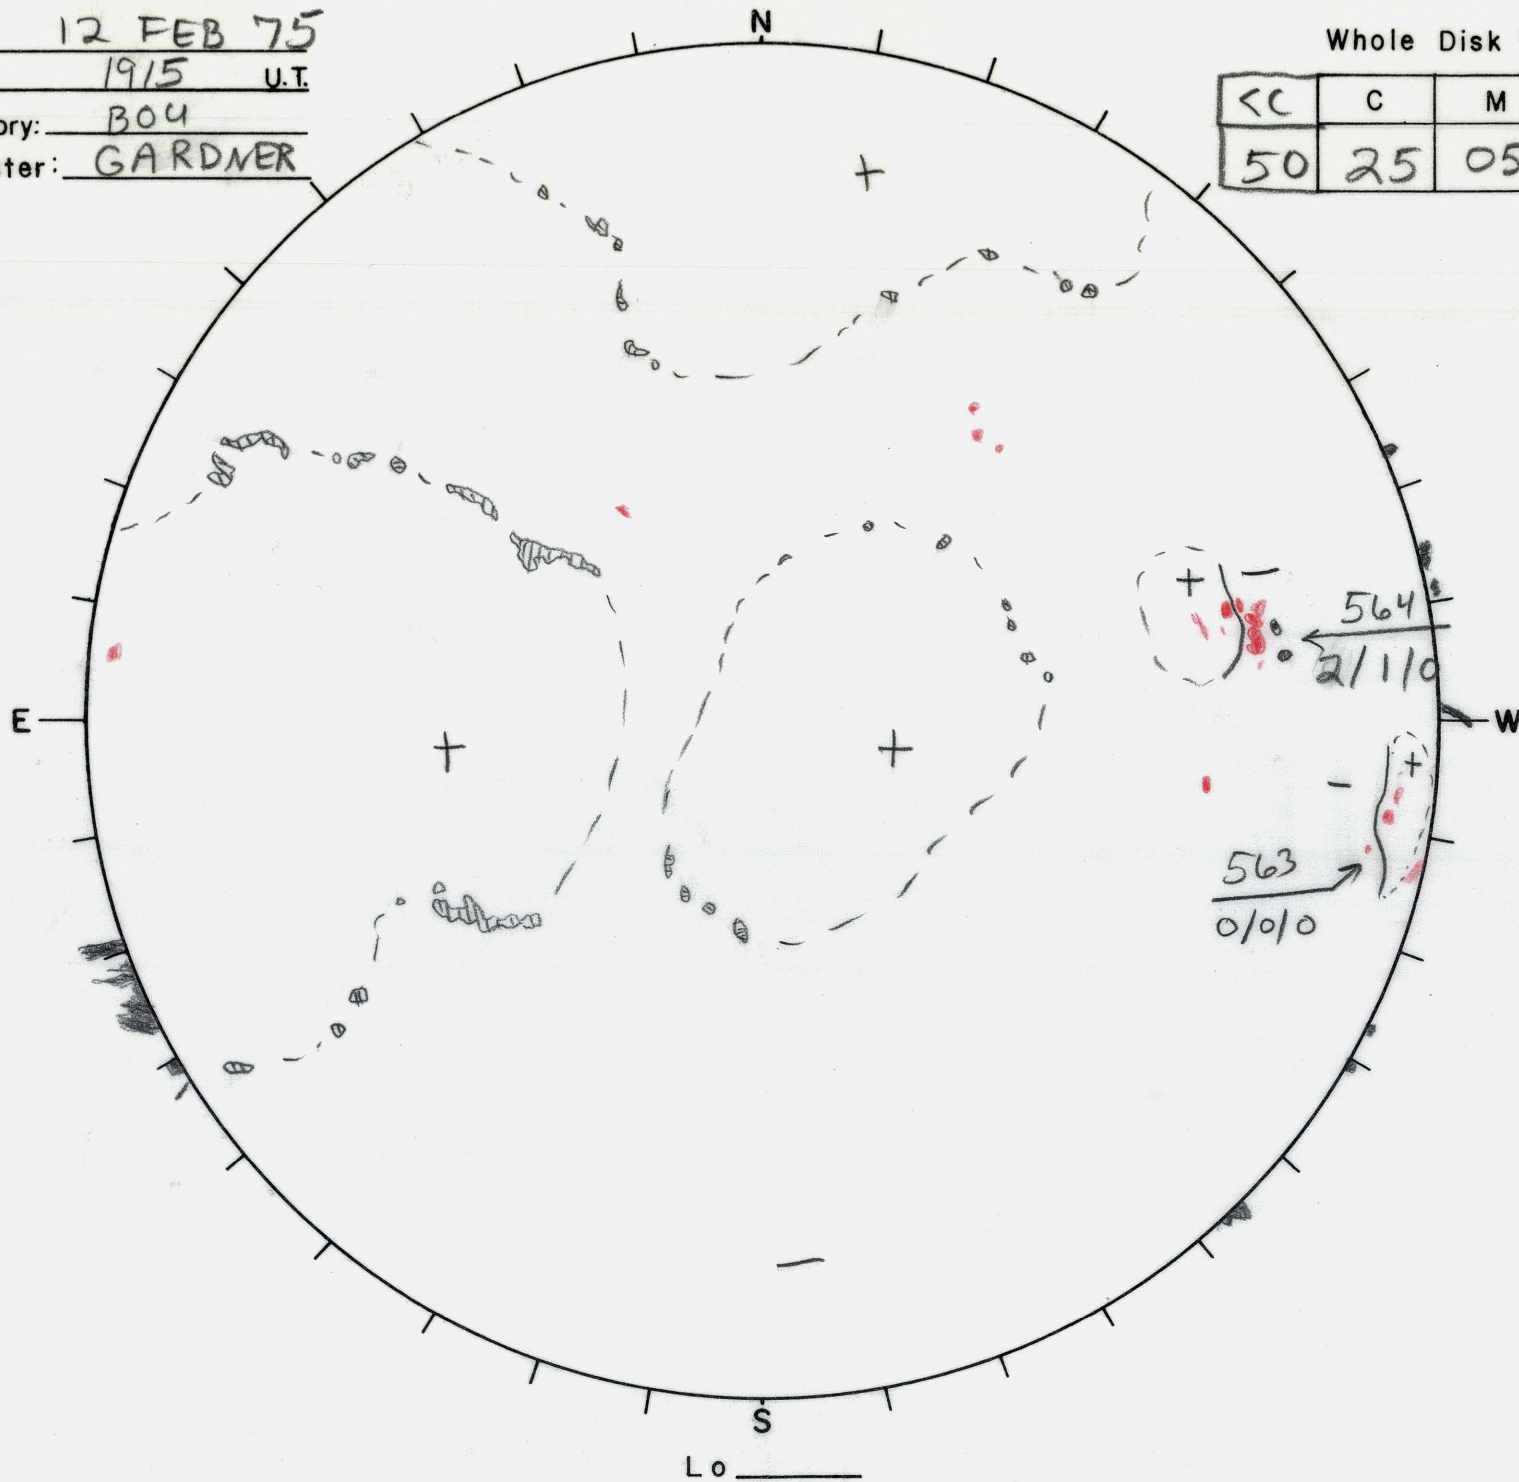 12 FEB 75
1915 U.T.
ory: BOU
ter: GARDNER
N
Whole Disk
<C C M
50 25 05
+
+ −
564
2/1/0
E
W
+
+
− +
563
0/0/0
−
S
Lo